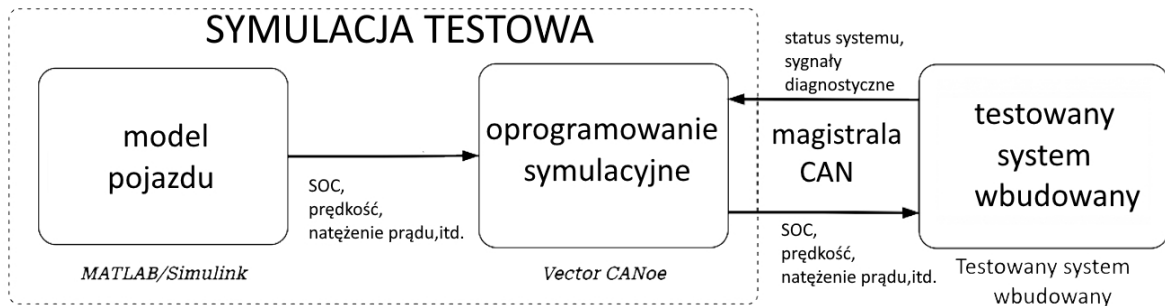 SYMULACJA TESTOWA
model
pojazdu
SOC,
prędkość,
natężenie prądu,itd.
MATLAB/Simulink
oprogramowanie
symulacyjne
Vector CANoe
status systemu,
sygnały
diagnostyczne
magistrala
CAN
SOC,
prędkość,
natężenie prądu,itd.
testowany
system
wbudowany
Testowany system
wbudowany